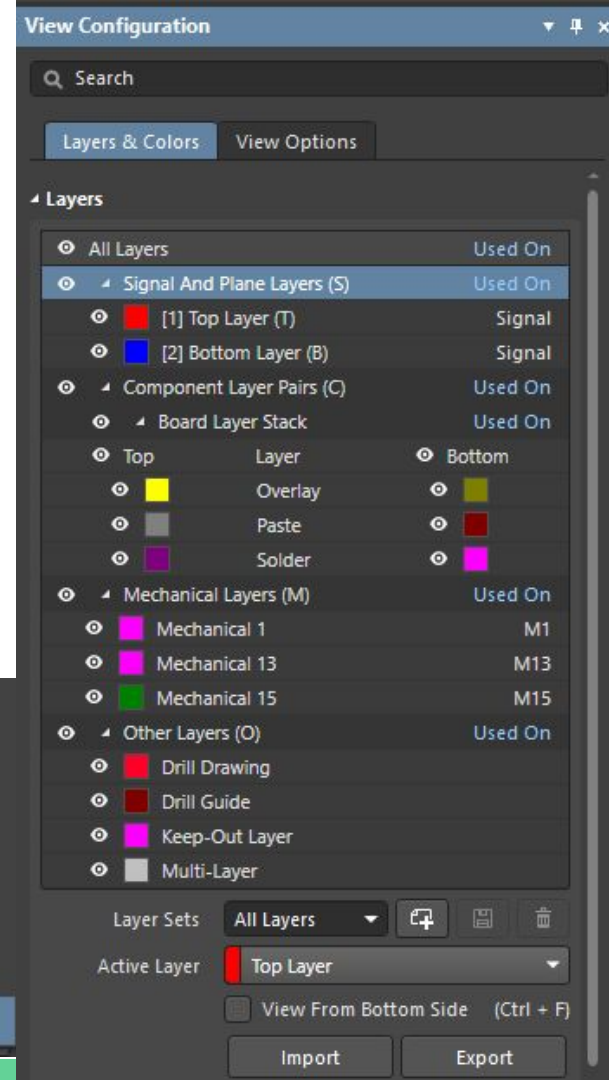 View Configuration
Search
Layers & Colors View Options
Layers
All Layers Used On
Signal And Plane Layers (S) Used On
[1] Top Layer (T) Signal
[2] Bottom Layer (B) Signal
Component Layer Pairs (C) Used On
Board Layer Stack Used On
Top Layer Bottom
Overlay
Paste
Solder
Mechanical Layers (M) Used On
Mechanical 1 M1
Mechanical 13 M13
Mechanical 15 M15
Other Layers (O) Used On
Drill Drawing
Drill Guide
Keep-Out Layer
Multi-Layer
Layer Sets All Layers
Active Layer Top Layer
View From Bottom Side (Ctrl + F)
Import Export